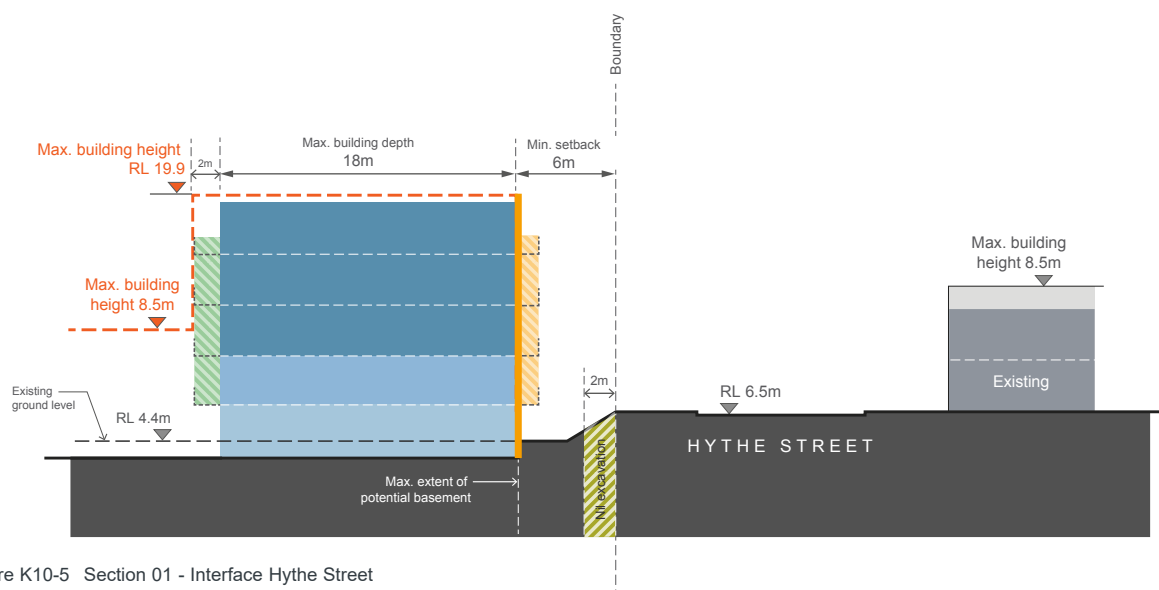 Boundary
Max. building height
RL 19.9
2m
Max. building depth
18m
Min. setback
6m
Max. building
height 8.5m
Max. building
height 8.5m
Existing
ground level
RL 4.4m
2m
RL 6.5m
Existing
HYTHE STREET
Nil excavation
Max. extent of
potential basement
re K10-5 Section 01 - Interface Hythe Street